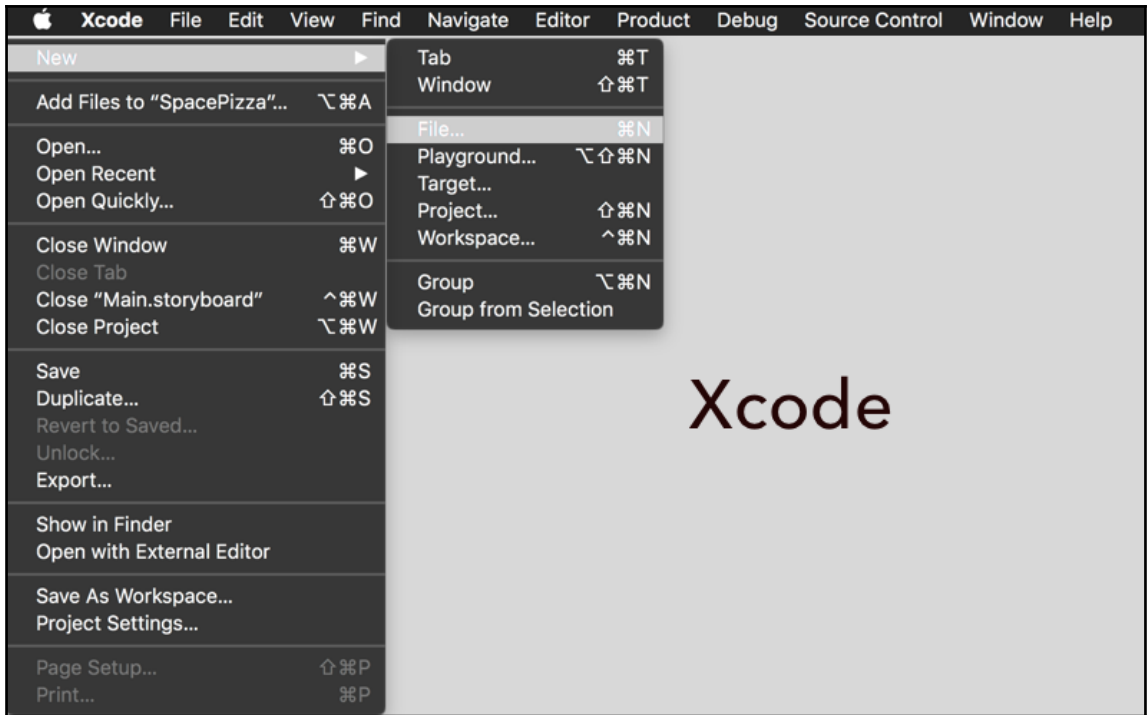 Xcode File Edit View Find Navigate Editor Product Debug Source Control Window Help
New ▶
Add Files to “SpacePizza”... ⌥⌘A
Open... ⌘O
Open Recent ▶
Open Quickly... ⇧⌘O
Close Window ⌘W
Close Tab
Close “Main.storyboard” ^⌘W
Close Project ⌥⌘W
Save ⌘S
Duplicate... ⇧⌘S
Revert to Saved...
Unlock...
Export...
Show in Finder
Open with External Editor
Save As Workspace...
Project Settings...
Page Setup... ⇧⌘P
Print... ⌘P
Tab ⌘T
Window ⇧⌘T
File... ⌘N
Playground... ⌥⇧⌘N
Target...
Project... ⇧⌘N
Workspace... ^⌘N
Group ⌥⌘N
Group from Selection
Xcode